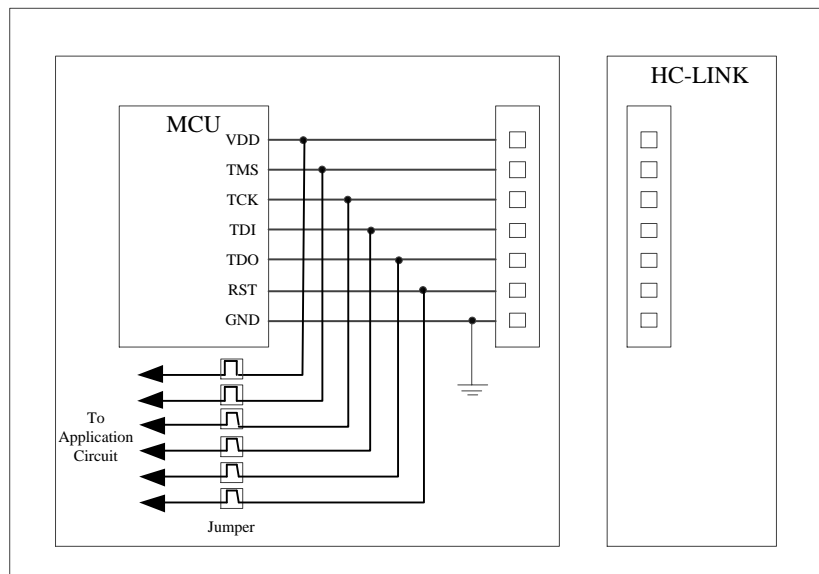 HC-LINK
MCU
VDD
TMS
TCK
TDI
TDO
RST
GND
To
Application
Circuit
Jumper